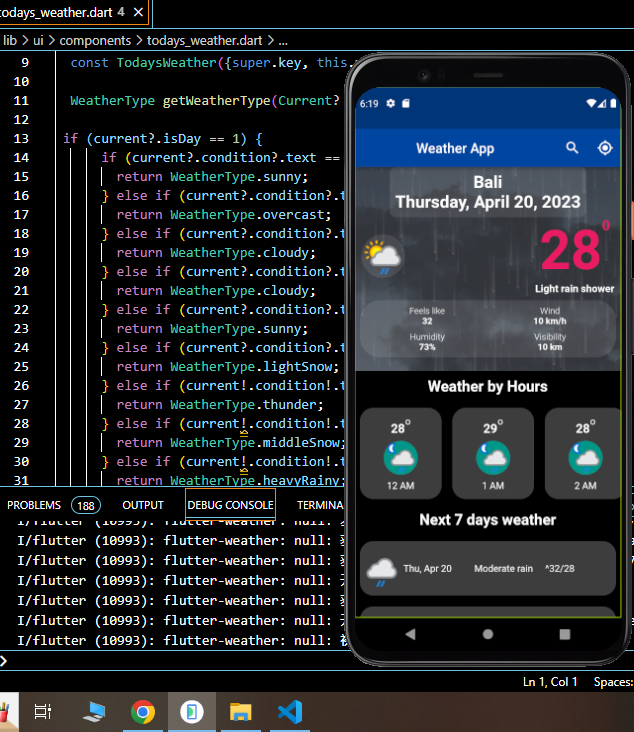 todays_weather.dart 4 ×
lib > ui > components > todays_weather.dart > ...
9 const TodaysWeather({super.key, this.
10
11 WeatherType getWeatherType(Current?
12
13 if (current?.isDay == 1) {
14 if (current?.condition?.text ==
15 return WeatherType.sunny;
16 } else if (current?.condition?.t
17 return WeatherType.overcast;
18 } else if (current?.condition?.t
19 return WeatherType.cloudy;
20 } else if (current?.condition?.t
21 return WeatherType.cloudy;
22 } else if (current?.condition?.t
23 return WeatherType.sunny;
24 } else if (current?.condition?.t
25 return WeatherType.lightSnow;
26 } else if (current!.condition!.t
27 return WeatherType.thunder;
28 } else if (current!.condition!.t
29 return WeatherType.middleSnow;
30 } else if (current!.condition!.t
31 return WeatherType.heavyRainy;
PROBLEMS 188 OUTPUT DEBUG CONSOLE TERMINA
I/flutter (10993): flutter-weather: null:
I/flutter (10993): flutter-weather: null:
I/flutter (10993): flutter-weather: null:
I/flutter (10993): flutter-weather: null:
I/flutter (10993): flutter-weather: null:
I/flutter (10993): flutter-weather: null:
I/flutter (10993): flutter-weather: null:
>
Ln 1, Col 1 Spaces:
6:19
Weather App
Bali
Thursday, April 20, 2023
28°
Light rain shower
Feels like
32
Wind
10 km/h
Humidity
73%
Visibility
10 km
Weather by Hours
28° 29° 28°
12 AM 1 AM 2 AM
Next 7 days weather
Thu, Apr 20 Moderate rain ^32/28